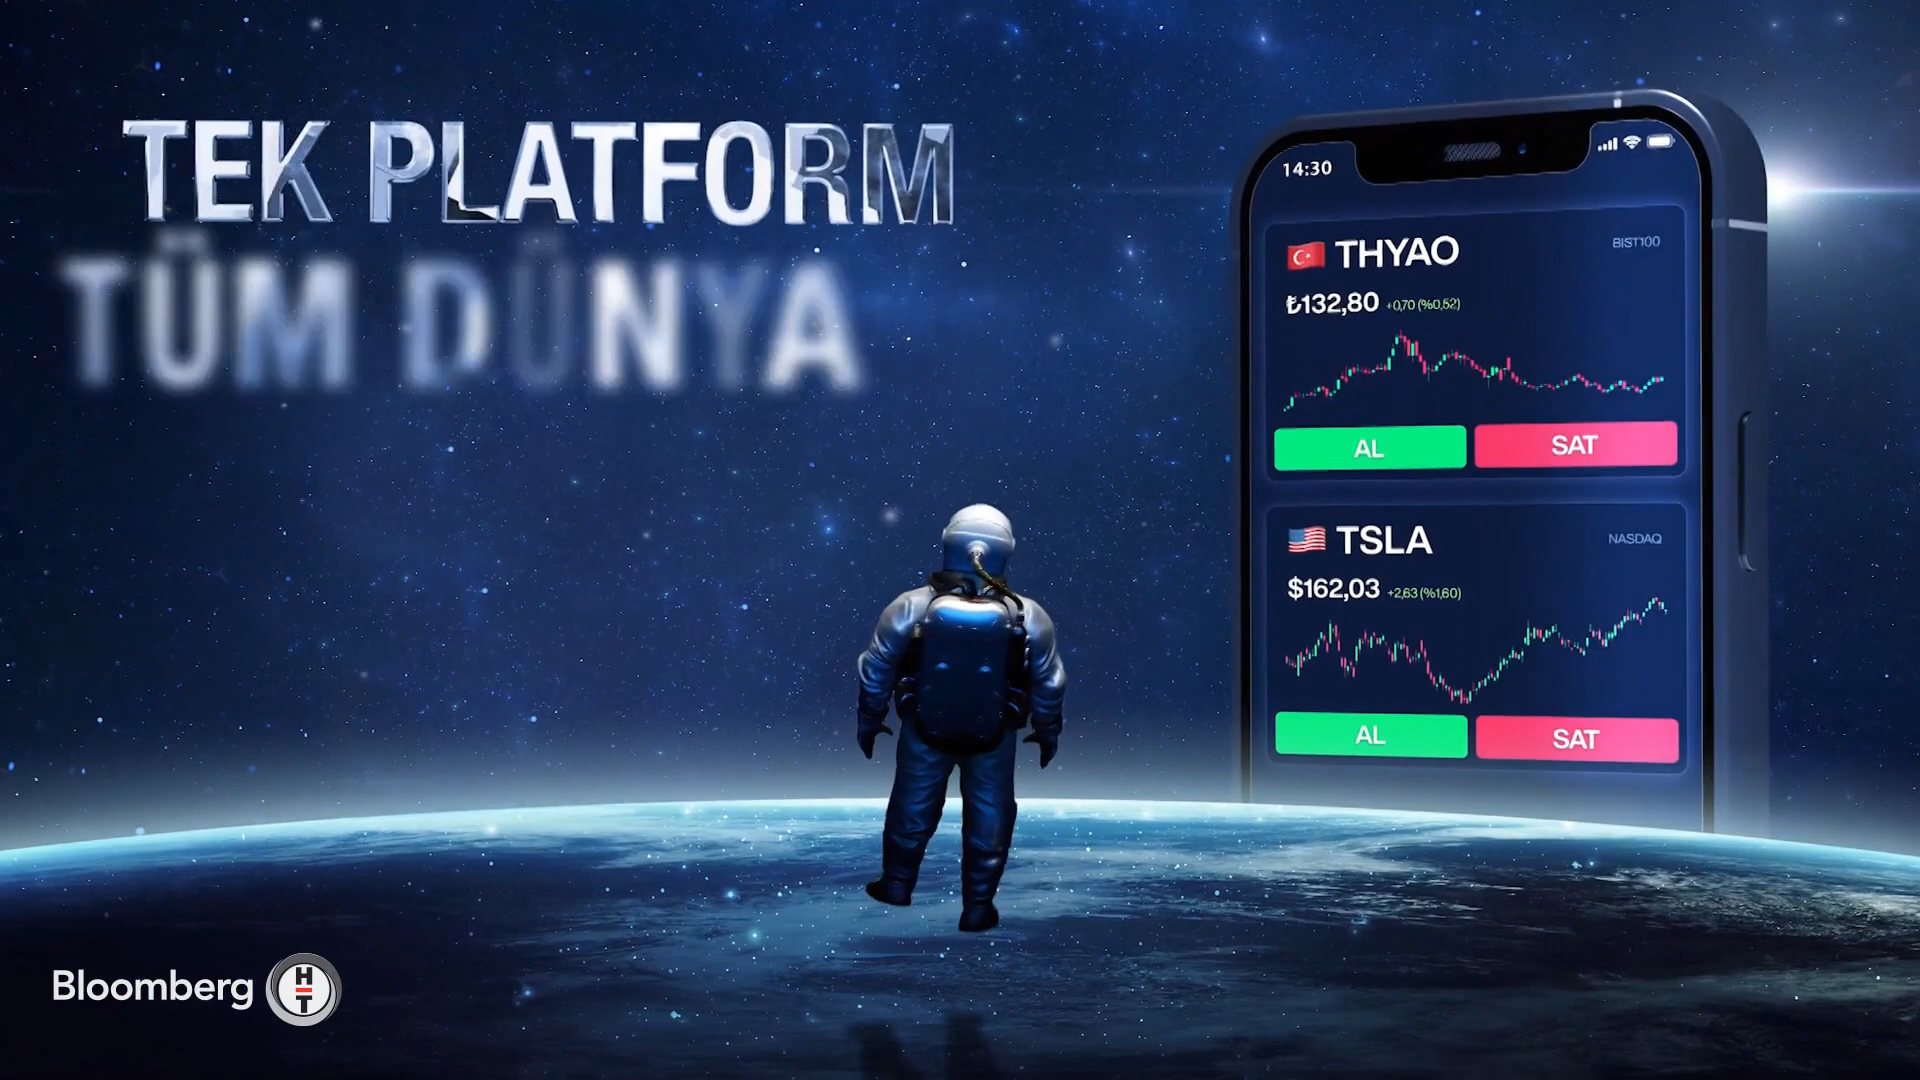 TEK PLATFORM
TÜM DÜNYA
14:30
THYAO
BIST100
₺132,80 +0,70 (%0,52)
AL
SAT
TSLA
NASDAQ
$162,03 +2,63 (%1,60)
AL
SAT
Bloomberg HT